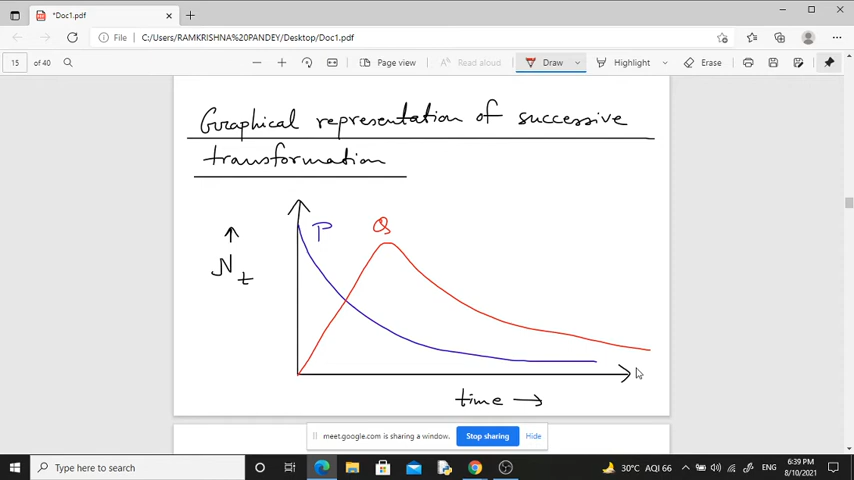 *Doc1.pdf
File
C:/Users/RAMKRISHNA%20PANDEY/Desktop/Doc1.pdf
15 of 40
Page view
Read aloud
Draw
Highlight
Erase
Graphical representation of successive
transformation
P
Q
Nt
time
meet.google.com is sharing a window.
Stop sharing
Hide
Type here to search
30°C AQI 66
ENG
6:39 PM
8/10/2021